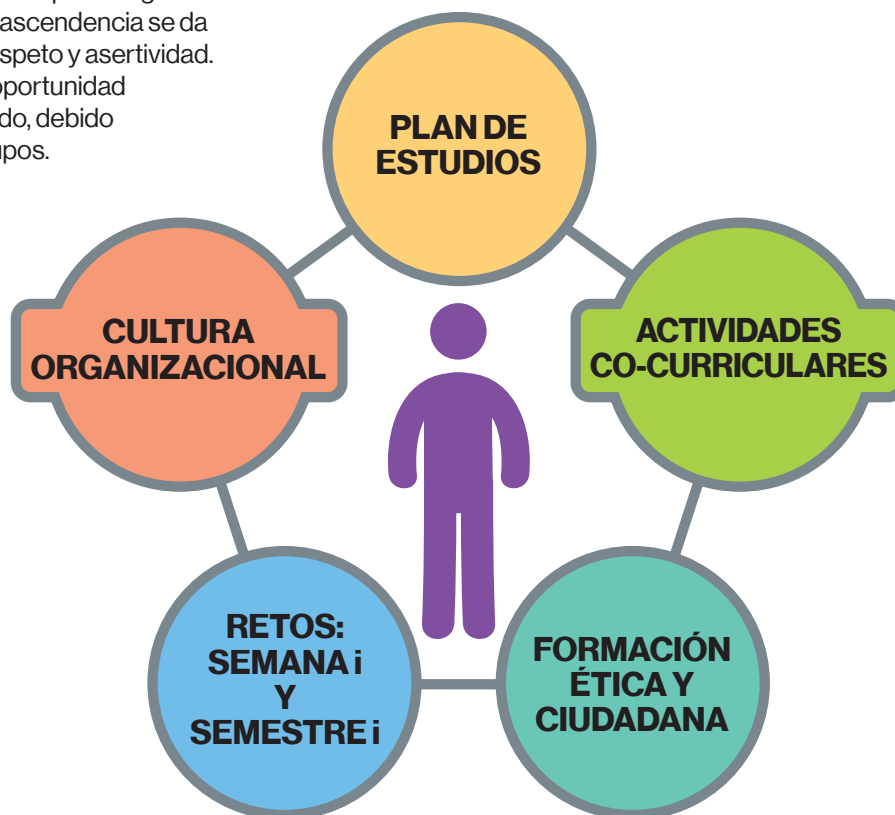 ascendencia se da
speto y asertividad.
oportunidad
do, debido
upos.
PLAN DE
ESTUDIOS
CULTURA
ORGANIZACIONAL
ACTIVIDADES
CO-CURRICULARES
RETOS:
SEMANA i
Y
SEMESTRE i
FORMACIÓN
ÉTICA Y
CIUDADANA